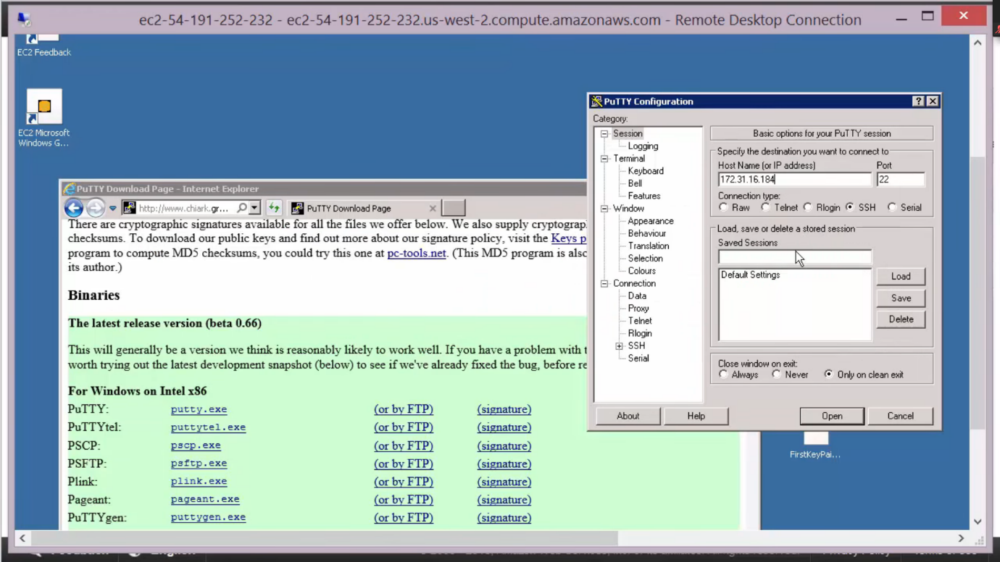 ec2-54-191-252-232 - ec2-54-191-252-232.us-west-2.compute.amazonaws.com - Remote Desktop Connection
EC2 Feedback
EC2 Microsoft
Windows G...
PuTTY Download Page - Internet Explorer
http://www.chiark.gr...
PuTTY Download Page
There are cryptographic signatures available for all the files we offer below. We also supply cryptograp
checksums. To download our public keys and find out more about our signature policy, visit the Keys p
program to compute MD5 checksums, you could try this one at pc-tools.net. (This MD5 program is also
its author.)
Binaries
The latest release version (beta 0.66)
This will generally be a version we think is reasonably likely to work well. If you have a problem with t
worth trying out the latest development snapshot (below) to see if we've already fixed the bug, before re
For Windows on Intel x86
PuTTY: putty.exe (or by FTP) (signature)
PuTTYtel: puttytel.exe (or by FTP) (signature)
PSCP: pscp.exe (or by FTP) (signature)
PSFTP: psftp.exe (or by FTP) (signature)
Plink: plink.exe (or by FTP) (signature)
Pageant: pageant.exe (or by FTP) (signature)
PuTTYgen: puttygen.exe (or by FTP) (signature)
PuTTY Configuration
Category:
Session
Logging
Terminal
Keyboard
Bell
Features
Window
Appearance
Behaviour
Translation
Selection
Colours
Connection
Data
Proxy
Telnet
Rlogin
SSH
Serial
Basic options for your PuTTY session
Specify the destination you want to connect to
Host Name (or IP address) Port
172.31.16.184 22
Connection type:
Raw Telnet Rlogin SSH Serial
Load, save or delete a stored session
Saved Sessions
Default Settings
Load
Save
Delete
Close window on exit:
Always Never Only on clean exit
About Help Open Cancel
FirstKeyPai...